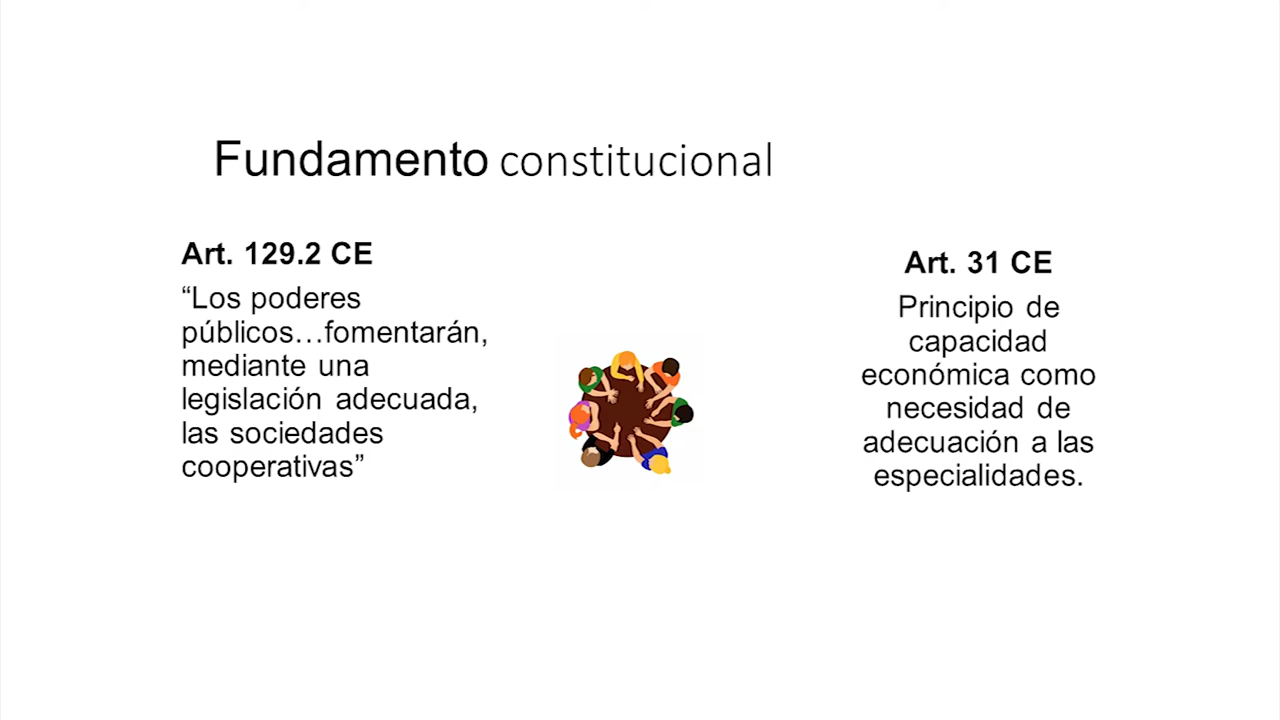 Fundamento constitucional
Art. 129.2 CE
“Los poderes
públicos…fomentarán,
mediante una
legislación adecuada,
las sociedades
cooperativas”
Art. 31 CE
Principio de
capacidad
económica como
necesidad de
adecuación a las
especialidades.